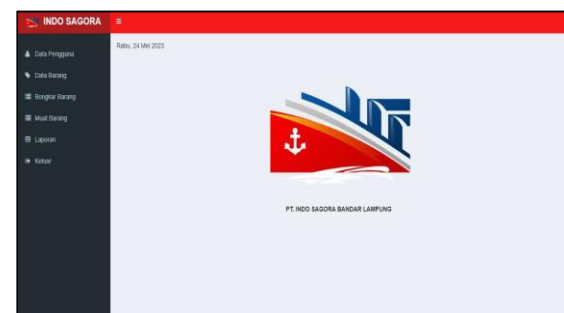 INDO SAGORA
Rabu, 24 Mei 2023
Data Pengguna
Data Barang
Bongkar Barang
Muat Barang
Laporan
Keluar
PT. INDO SAGORA BANDAR LAMPUNG